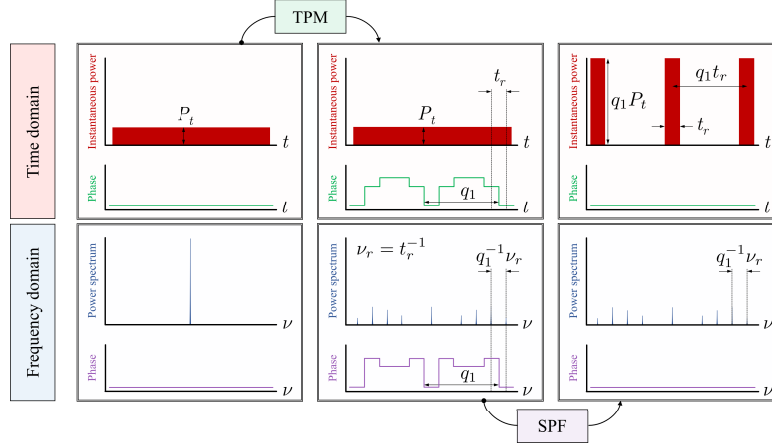 TPM
Time domain
Instantaneous power
P_t
t
Phase
t
Instantaneous power
t_r
P_t
t
Phase
q_1
t
Instantaneous power
q_1 t_r
q_1 P_t
t_r
t
Phase
t
Frequency domain
Power spectrum
ν
Phase
ν
Power spectrum
ν_r = t_r^{-1}
q_1^{-1} ν_r
ν
Phase
q_1
ν
Power spectrum
q_1^{-1} ν_r
ν
Phase
ν
SPF